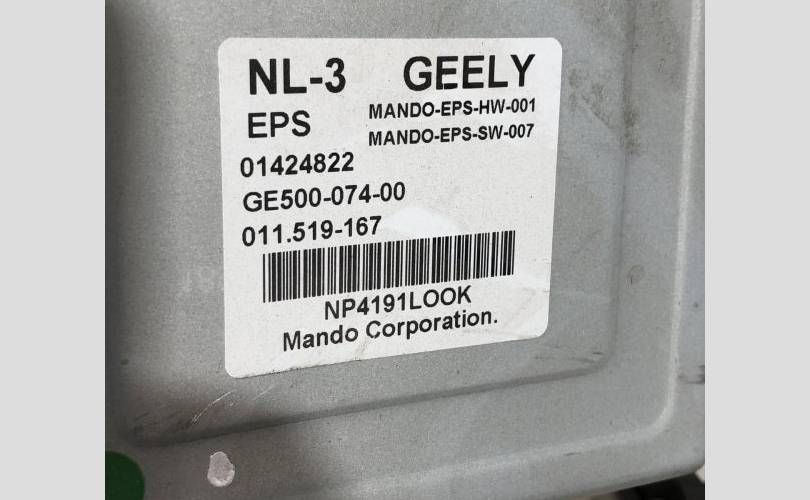 NL-3 GEELY
EPS MANDO-EPS-HW-001
MANDO-EPS-SW-007
01424822
GE500-074-00
011.519-167
NP4191LOOK
Mando Corporation.